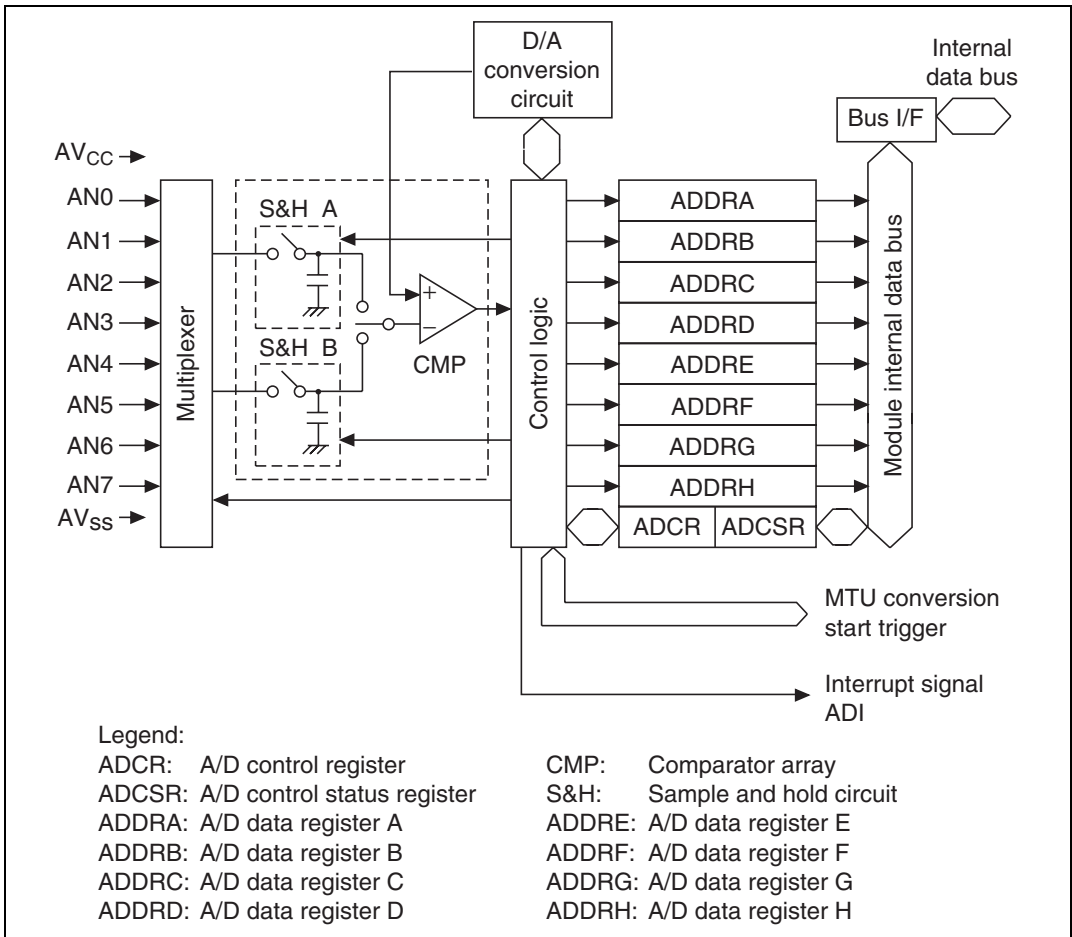 D/A
conversion
circuit
Internal
data bus
Bus I/F
AVCC
AN0
AN1
AN2
AN3
AN4
AN5
AN6
AN7
AVSS
Multiplexer
S&H A
S&H B
+
−
CMP
Control logic
ADDRA
ADDRB
ADDRC
ADDRD
ADDRE
ADDRF
ADDRG
ADDRH
ADCR
ADCSR
Module internal data bus
MTU conversion
start trigger
Interrupt signal
ADI
Legend:
ADCR: A/D control register
ADCSR: A/D control status register
ADDRA: A/D data register A
ADDRB: A/D data register B
ADDRC: A/D data register C
ADDRD: A/D data register D
CMP: Comparator array
S&H: Sample and hold circuit
ADDRE: A/D data register E
ADDRF: A/D data register F
ADDRG: A/D data register G
ADDRH: A/D data register H